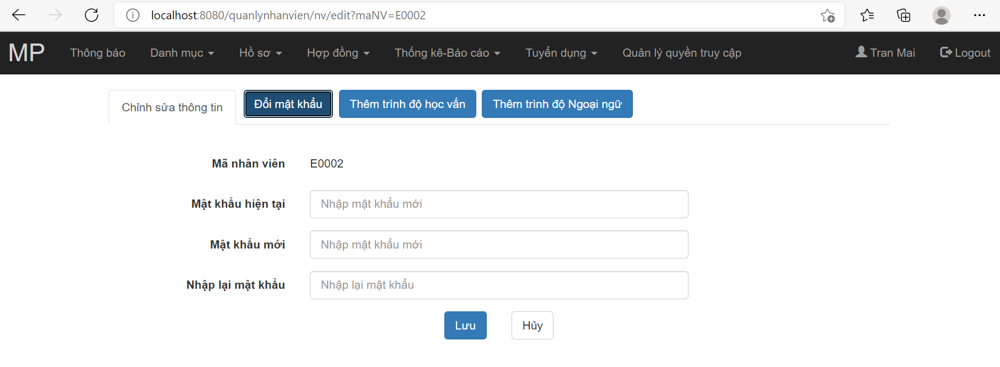 localhost:8080/quanlynhanvien/nv/edit?maNV=E0002
MP Thông báo Danh mục Hồ sơ Hợp đồng Thống kê-Báo cáo Tuyển dụng Quản lý quyền truy cập Tran Mai Logout
Chỉnh sửa thông tin Đổi mật khẩu Thêm trình độ học vấn Thêm trình độ Ngoại ngữ
Mã nhân viên E0002
Mật khẩu hiện tại Nhập mật khẩu mới
Mật khẩu mới Nhập mật khẩu mới
Nhập lại mật khẩu Nhập lại mật khẩu
Lưu Hủy